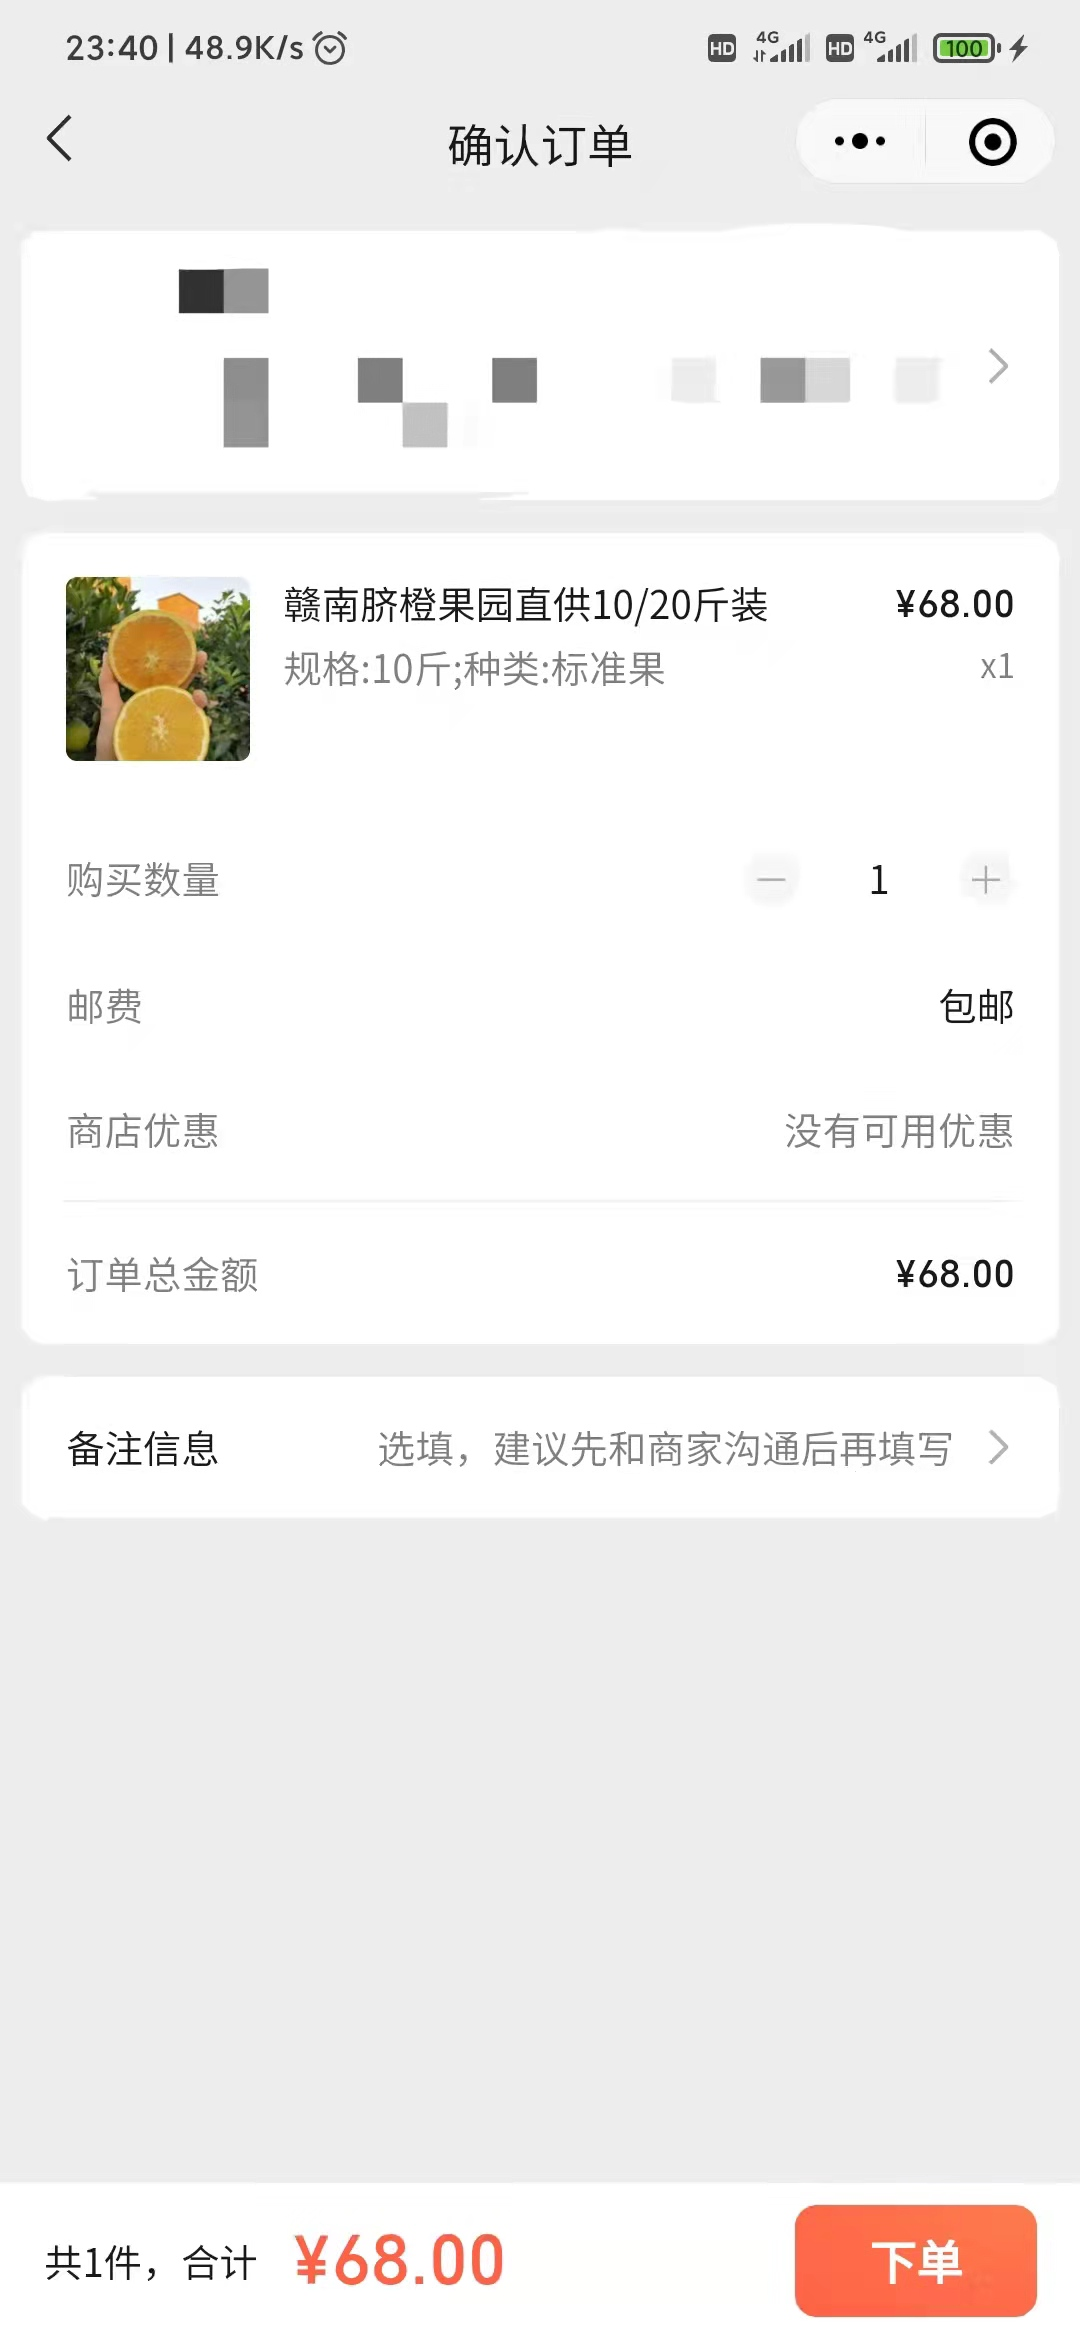 23:40 | 48.9K/s
HD 4G HD 4G 100
确认订单
赣南脐橙果园直供10/20斤装 ¥68.00
规格:10斤;种类:标准果 x1
购买数量 1
邮费 包邮
商店优惠 没有可用优惠
订单总金额 ¥68.00
备注信息 选填，建议先和商家沟通后再填写
共1件，合计 ¥68.00 下单